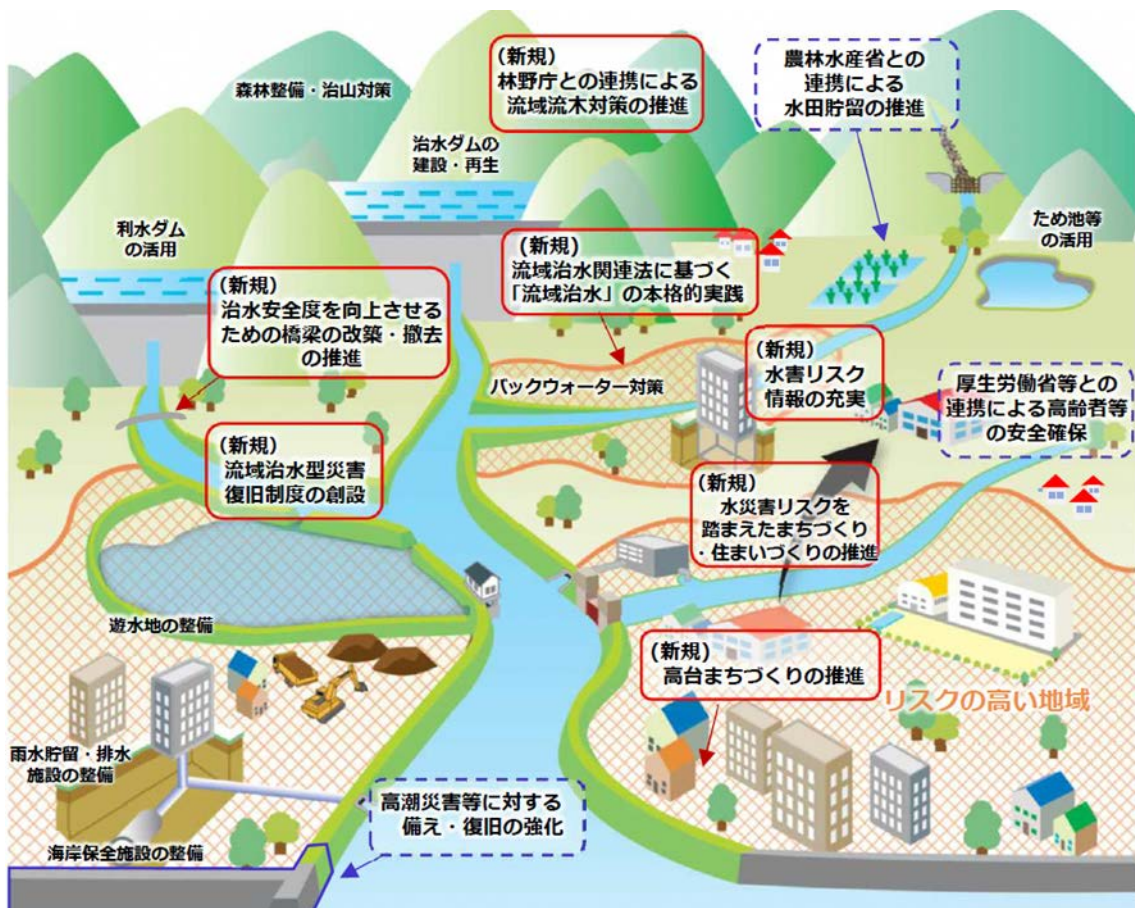 (新規)
林野庁との連携による
流域流木対策の推進
農林水産省との
連携による
水田貯留の推進
森林整備・治山対策
治水ダムの
建設・再生
利水ダム
の活用
ため池等
の活用
(新規)
流域治水関連法に基づく
「流域治水」の本格的実践
(新規)
治水安全度を向上させる
ための橋梁の改築・撤去
の推進
(新規)
水害リスク
情報の充実
バックウォーター対策
厚生労働省等との
連携による高齢者等
の安全確保
(新規)
流域治水型災害
復旧制度の創設
(新規)
水災害リスクを
踏まえたまちづくり
・住まいづくりの推進
遊水地の整備
(新規)
高台まちづくりの推進
リスクの高い地域
雨水貯留・排水
施設の整備
高潮災害等に対する
備え・復旧の強化
海岸保全施設の整備